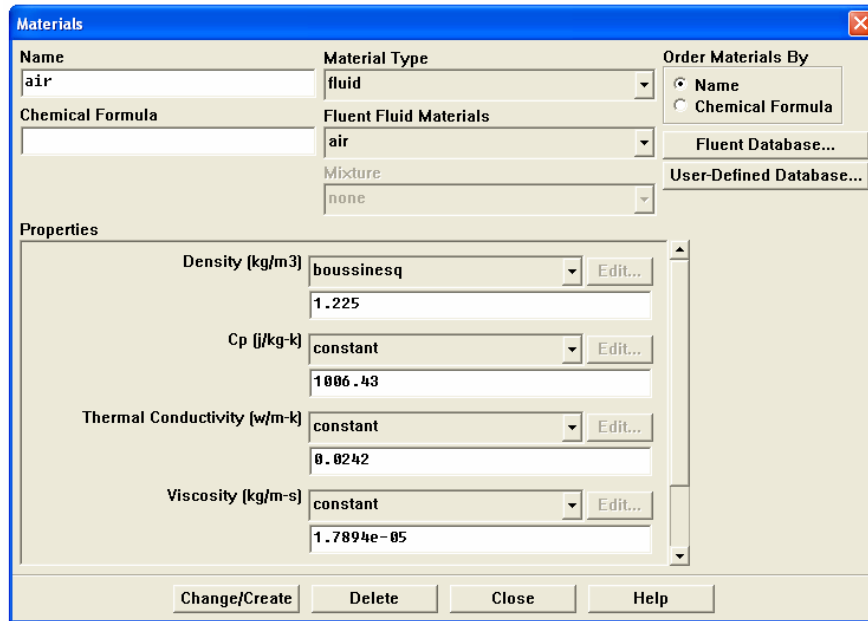 Materials
Name
air
Chemical Formula
Material Type
fluid
Fluent Fluid Materials
air
Mixture
none
Order Materials By
Name
Chemical Formula
Fluent Database...
User-Defined Database...
Properties
Density (kg/m3) boussinesq Edit...
1.225
Cp (j/kg-k) constant Edit...
1006.43
Thermal Conductivity (w/m-k) constant Edit...
0.0242
Viscosity (kg/m-s) constant Edit...
1.7894e-05
Change/Create Delete Close Help